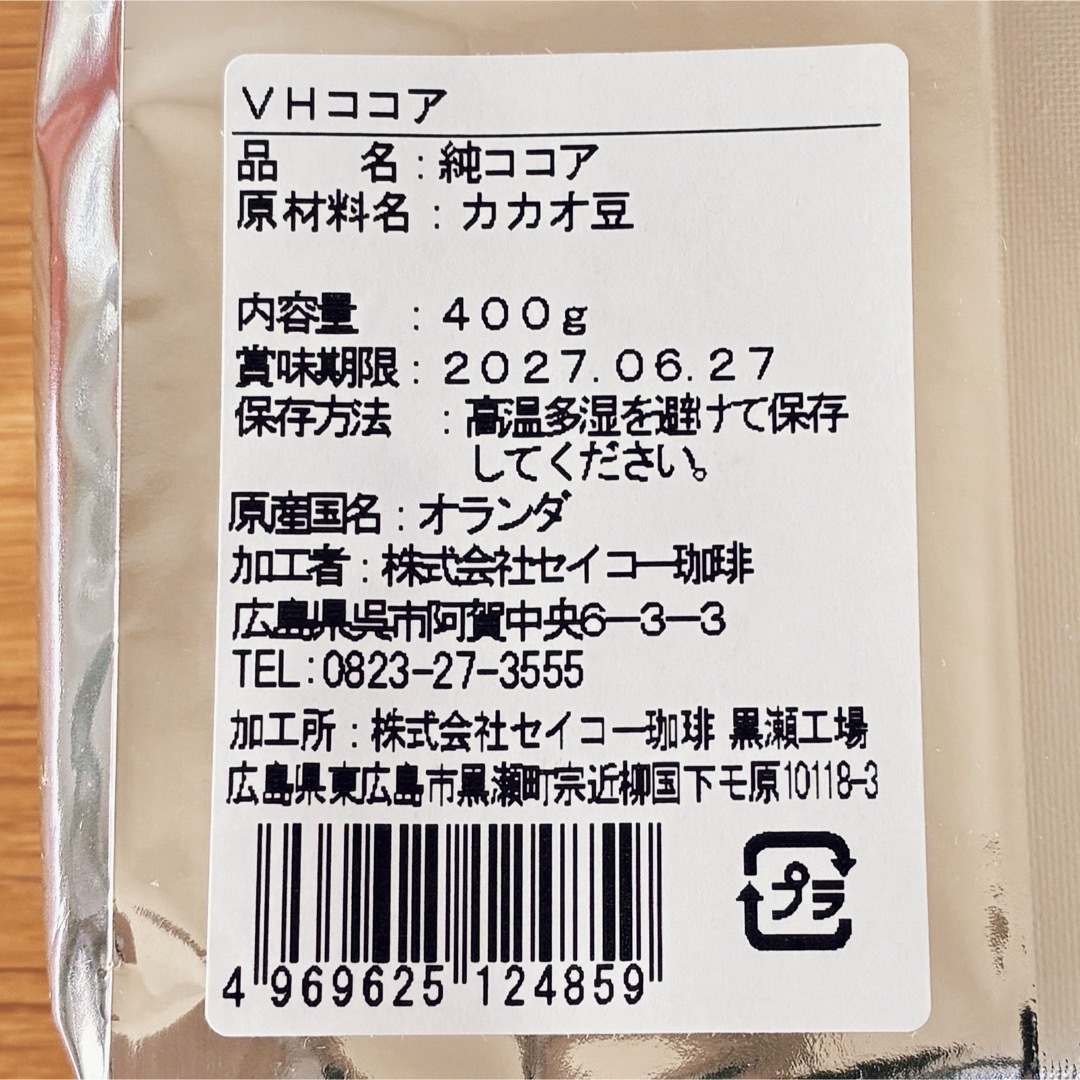 VHココア
品　　名：純ココア
原材料名：カカオ豆
内容量　：400g
賞味期限：2027.06.27
保存方法　：高温多湿を避けて保存
してください。
原産国名：オランダ
加工者：株式会社セイコー珈琲
広島県呉市阿賀中央6-3-3
TEL:0823-27-3555
加工所：株式会社セイコー珈琲 黒瀬工場
広島県東広島市黒瀬町宗近柳国下モ原10118-3
プラ
4 969625 124859